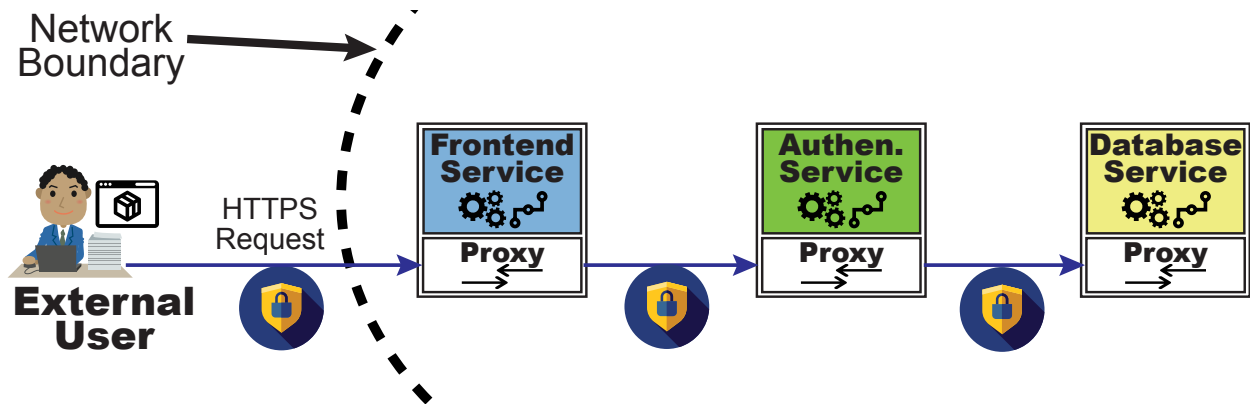 Network
Boundary
HTTPS
Request
External
User
Frontend
Service
Proxy
Authen.
Service
Proxy
Database
Service
Proxy